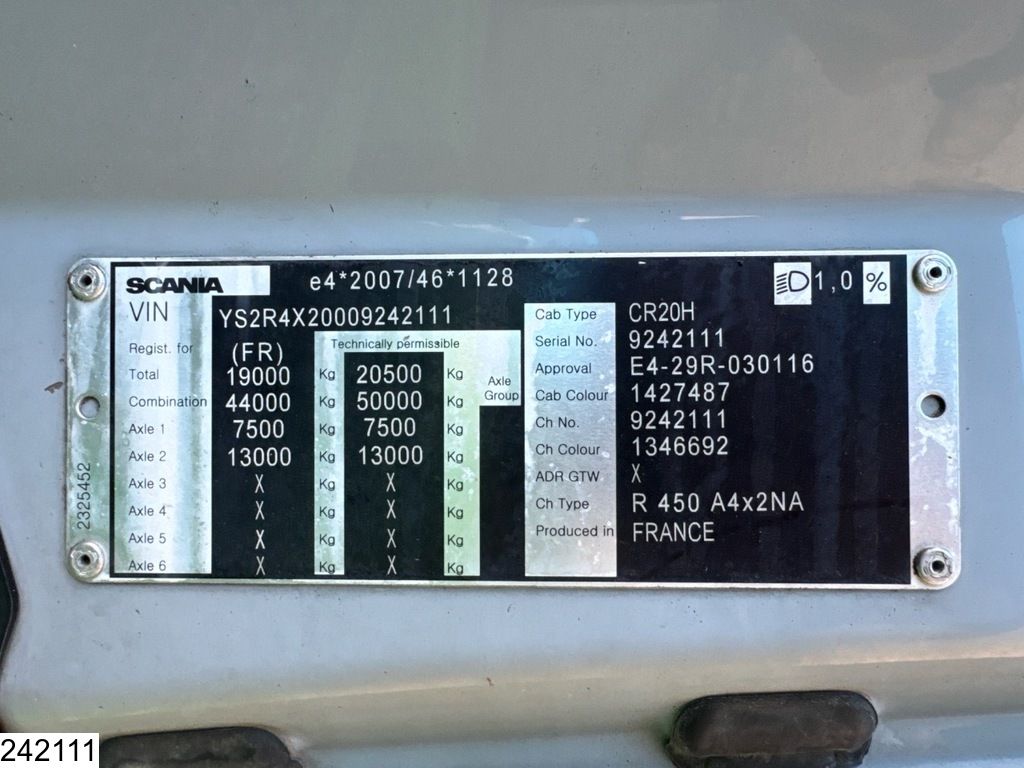 SCANIA e4*2007/46*1128 1,0 %
VIN YS2R4X20009242111
Regist. for (FR) Technically permissible
Total 19000 Kg 20500 Kg Axle Group
Combination 44000 Kg 50000 Kg
Axle 1 7500 Kg 7500 Kg
Axle 2 13000 Kg 13000 Kg
Axle 3 X Kg X Kg
Axle 4 X Kg X Kg
Axle 5 X Kg X Kg
Axle 6 X Kg X Kg
Cab Type CR20H
Serial No. 9242111
Approval E4-29R-030116
Cab Colour 1427487
Ch No. 9242111
Ch Colour 1346692
ADR GTW X
Ch Type R 450 A4x2NA
Produced in FRANCE
2325452
242111